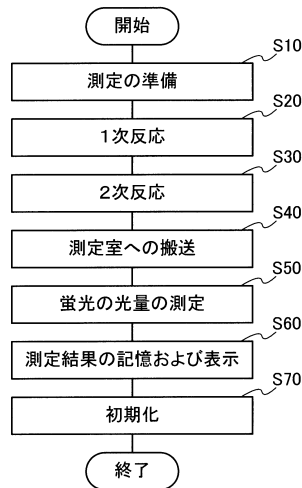 開始
S10
測定の準備
S20
1次反応
S30
2次反応
S40
測定室への搬送
S50
蛍光の光量の測定
S60
測定結果の記憶および表示
S70
初期化
終了